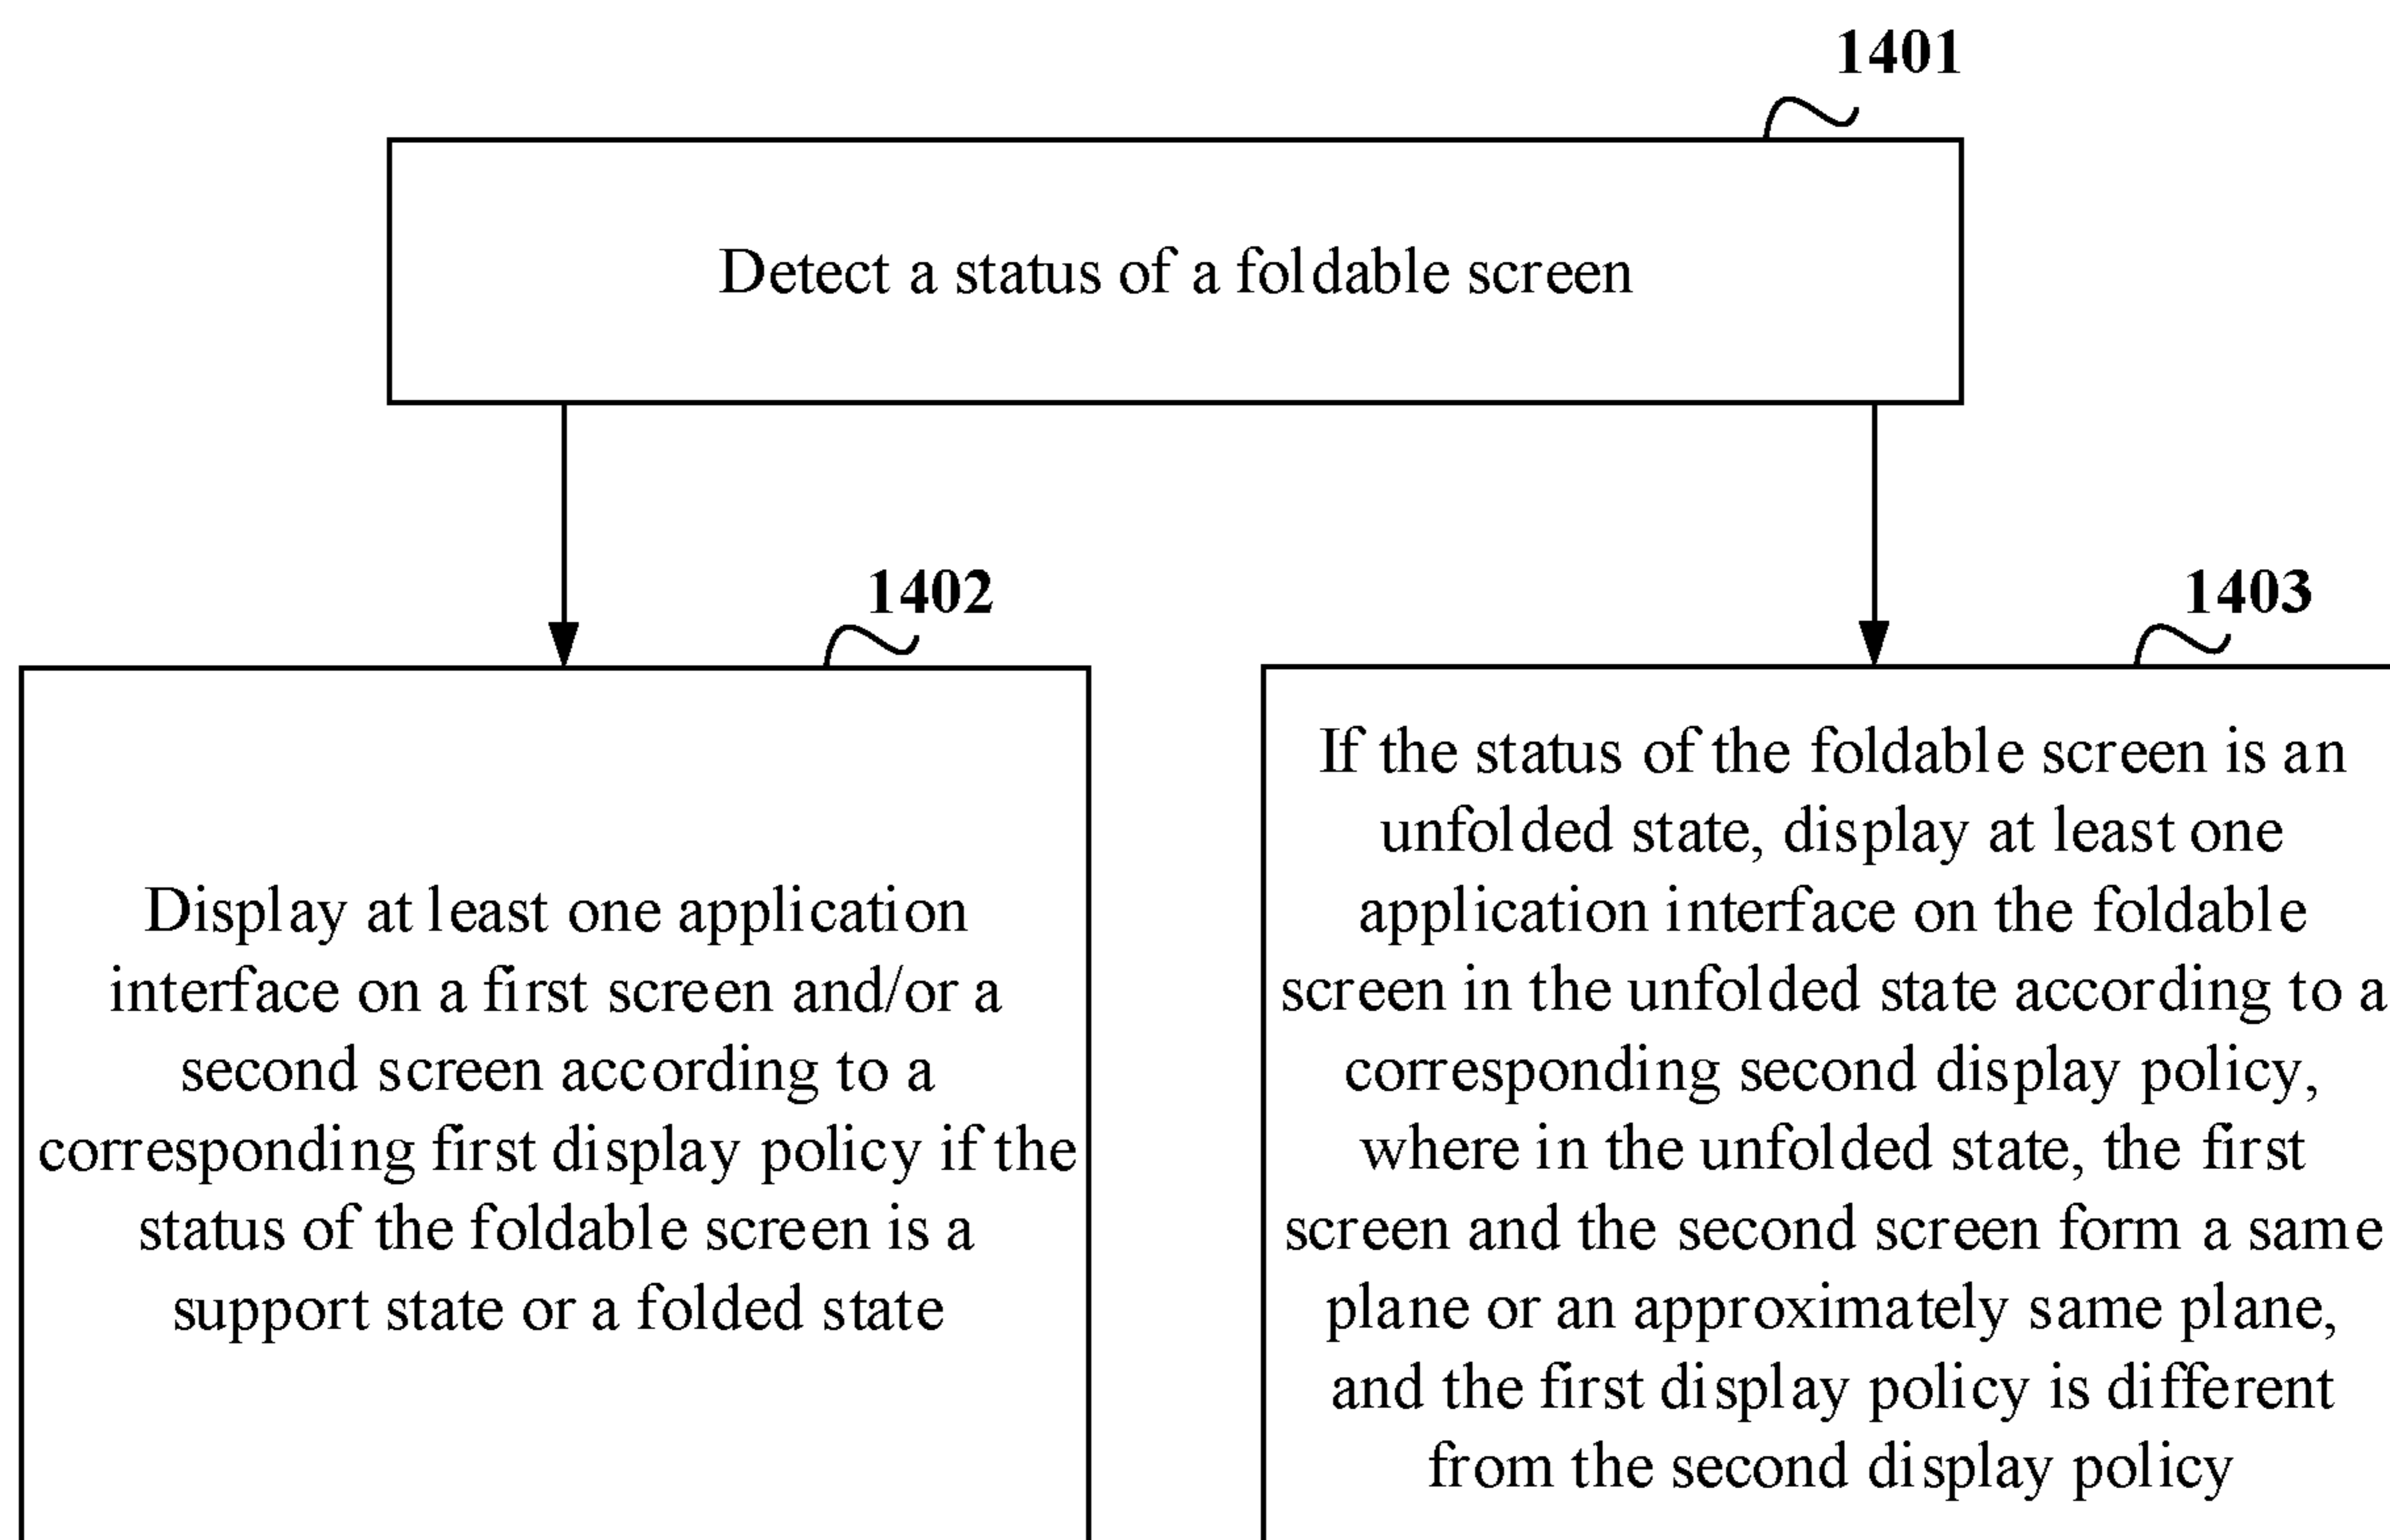 1401
Detect a status of a foldable screen
1402
Display at least one application
interface on a first screen and/or a
second screen according to a
corresponding first display policy if the
status of the foldable screen is a
support state or a folded state
1403
If the status of the foldable screen is an
unfolded state, display at least one
application interface on the foldable
screen in the unfolded state according to a
corresponding second display policy,
where in the unfolded state, the first
screen and the second screen form a same
plane or an approximately same plane,
and the first display policy is different
from the second display policy